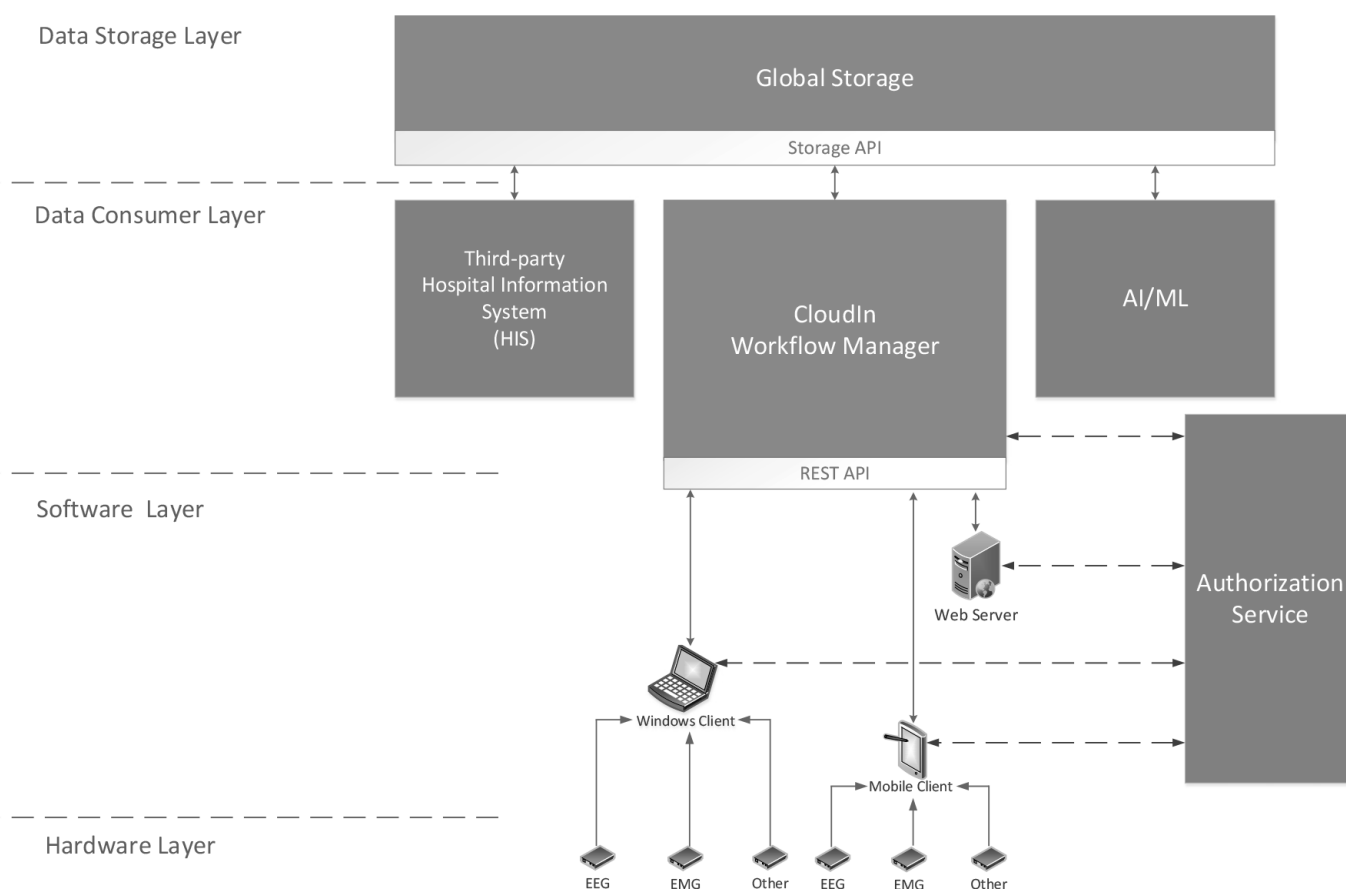 Data Storage Layer
Global Storage
Storage API
Data Consumer Layer
Third-party
Hospital Information
System
(HIS)
CloudIn
Workflow Manager
AI/ML
REST API
Software Layer
Web Server
Authorization
Service
Windows Client
Mobile Client
Hardware Layer
EEG
EMG
Other
EEG
EMG
Other